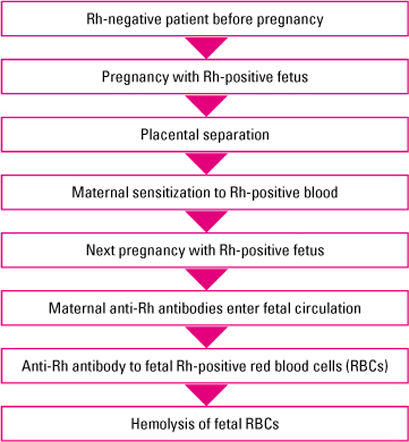 Rh-negative patient before pregnancy
Pregnancy with Rh-positive fetus
Placental separation
Maternal sensitization to Rh-positive blood
Next pregnancy with Rh-positive fetus
Maternal anti-Rh antibodies enter fetal circulation
Anti-Rh antibody to fetal Rh-positive red blood cells (RBCs)
Hemolysis of fetal RBCs